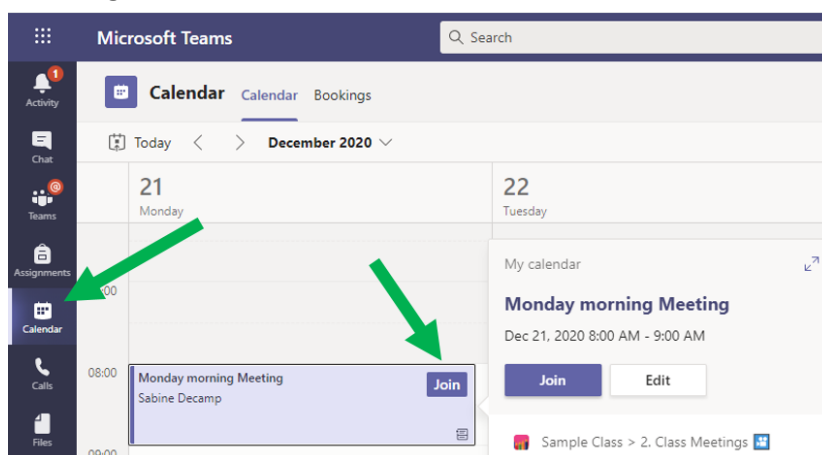 Microsoft Teams
Search
1
Activity
Chat
Teams
Assignments
Calendar
Calls
Files
Calendar Calendar Bookings
Today < > December 2020
21
Monday
22
Tuesday
08:00
Monday morning Meeting
Sabine Decamp
Join
My calendar
Monday morning Meeting
Dec 21, 2020 8:00 AM - 9:00 AM
Join Edit
Sample Class > 2. Class Meetings